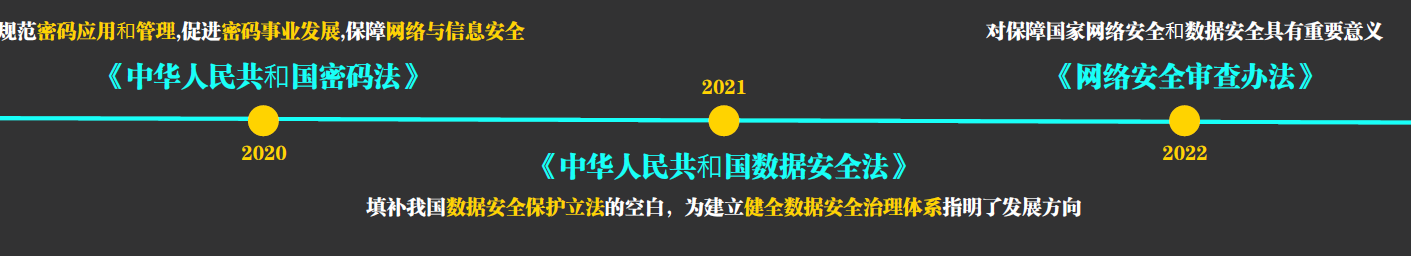 规范密码应用和管理,促进密码事业发展,保障网络与信息安全
《中华人民共和国密码法》
2020
2021
《中华人民共和国数据安全法》
填补我国数据安全保护立法的空白，为建立健全数据安全治理体系指明了发展方向
对保障国家网络安全和数据安全具有重要意义
《网络安全审查办法》
2022